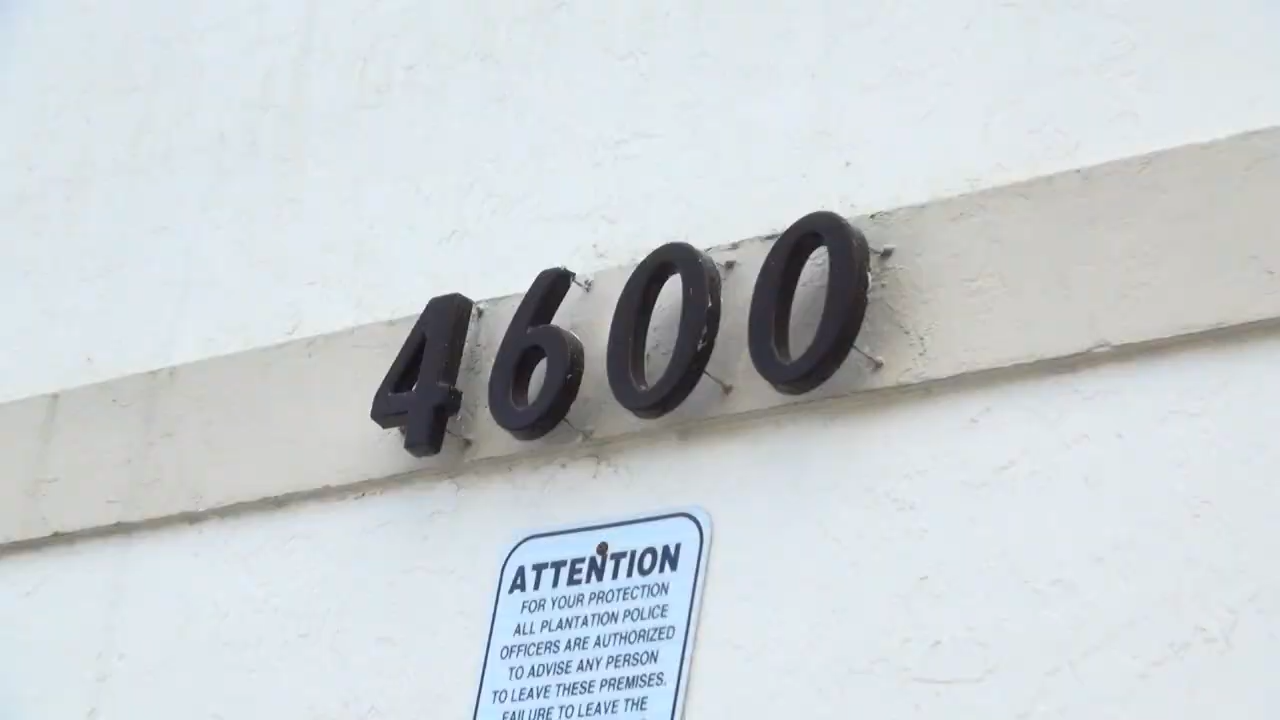 4600
ATTENTION
FOR YOUR PROTECTION
ALL PLANTATION POLICE
OFFICERS ARE AUTHORIZED
TO ADVISE ANY PERSON
TO LEAVE THESE PREMISES.
FAILURE TO LEAVE THE